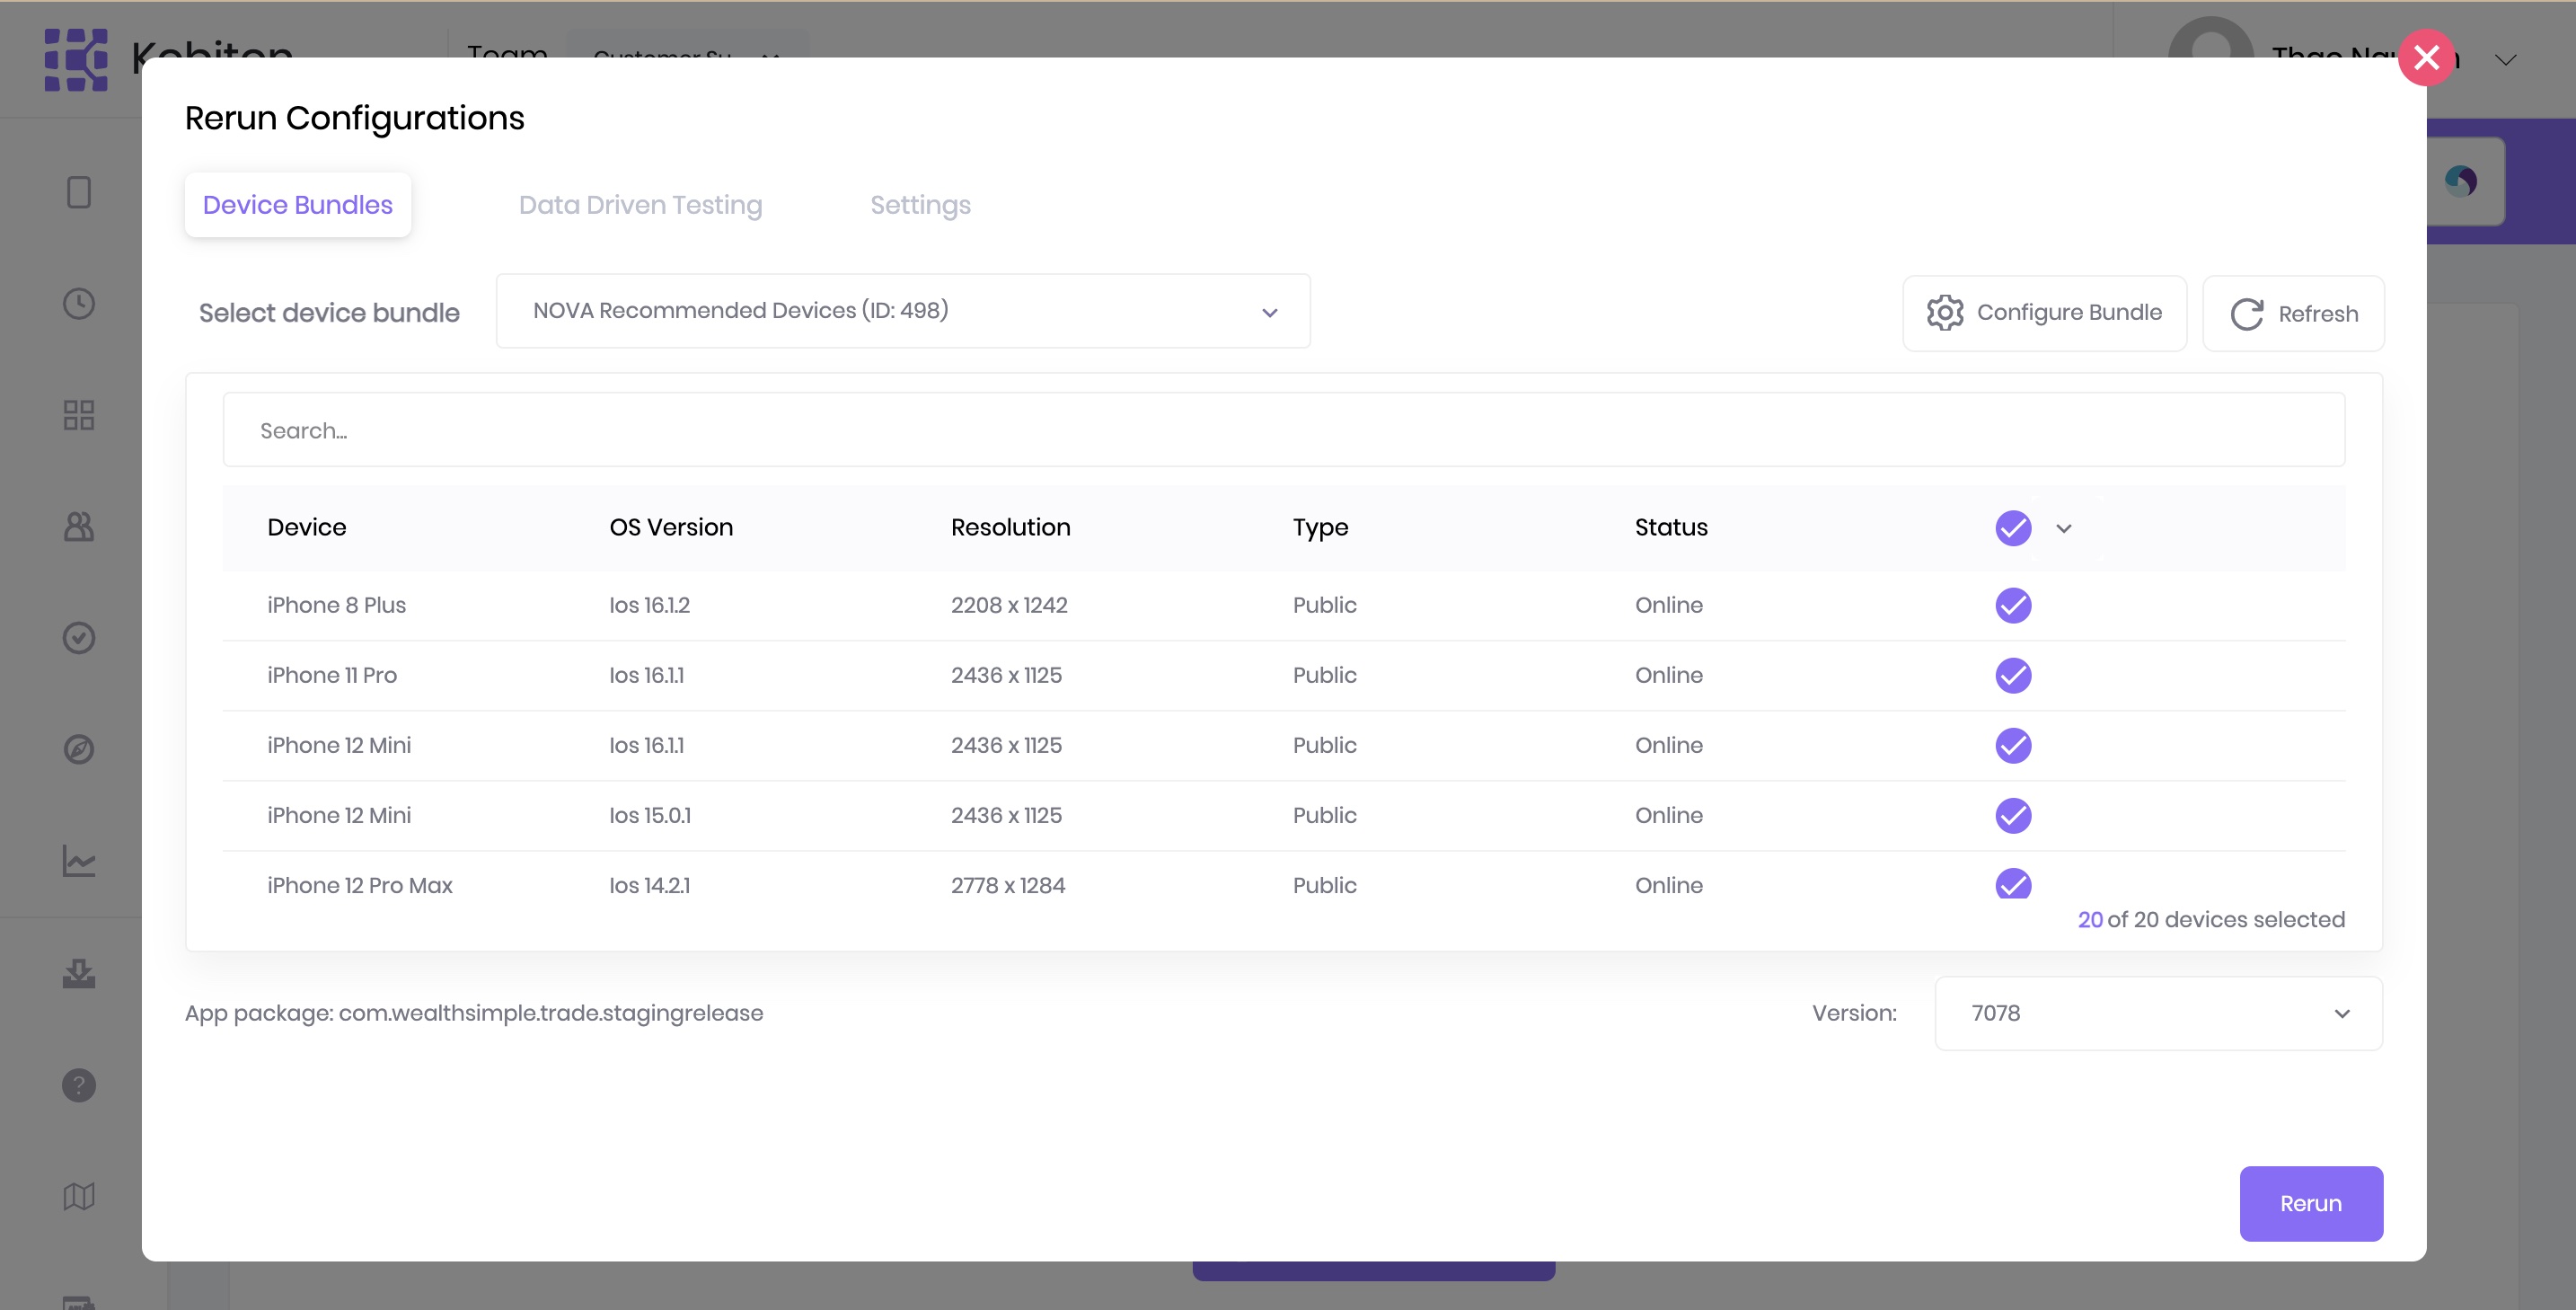 Kobiton
Team
Customer Su
Rerun Configurations
Device Bundles
Data Driven Testing
Settings
Select device bundle
NOVA Recommended Devices (ID: 498)
Configure Bundle
Refresh
Search...
Device OS Version Resolution Type Status
iPhone 8 Plus Ios 16.1.2 2208 x 1242 Public Online
iPhone 11 Pro Ios 16.1.1 2436 x 1125 Public Online
iPhone 12 Mini Ios 16.1.1 2436 x 1125 Public Online
iPhone 12 Mini Ios 15.0.1 2436 x 1125 Public Online
iPhone 12 Pro Max Ios 14.2.1 2778 x 1284 Public Online
20 of 20 devices selected
App package: com.wealthsimple.trade.stagingrelease
Version:
7078
Rerun